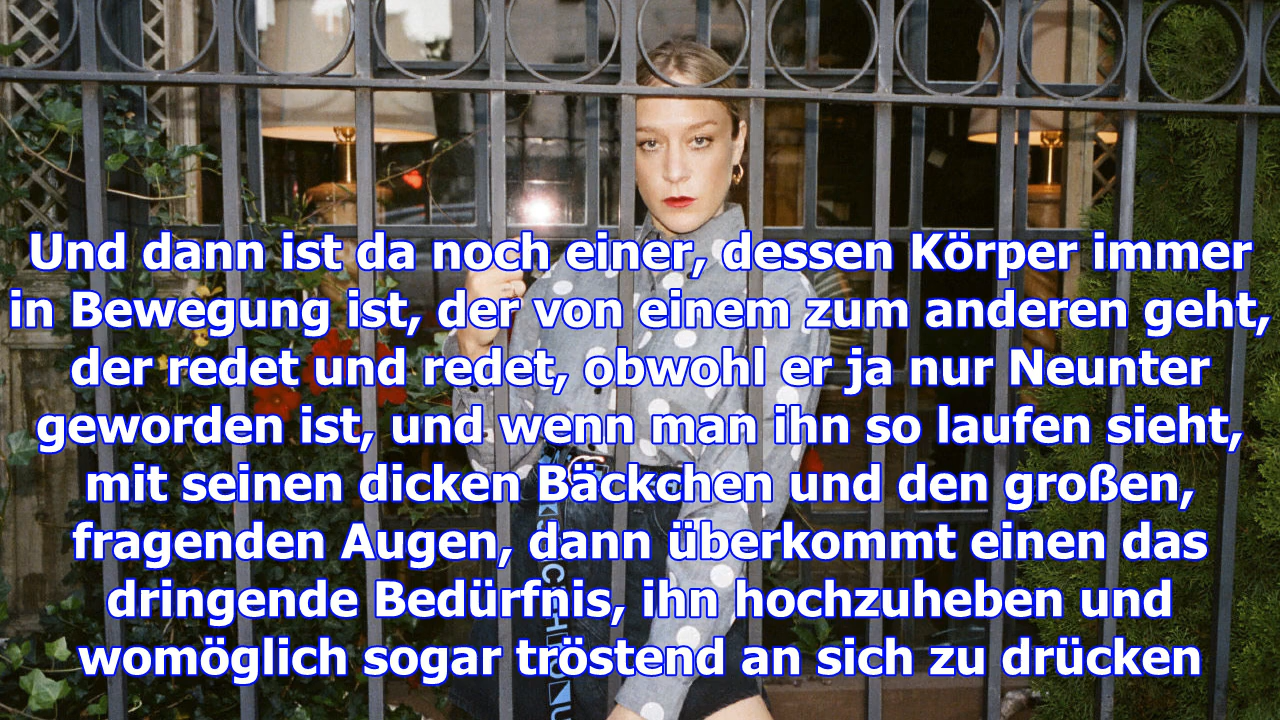 Und dann ist da noch einer, dessen Körper immer
in Bewegung ist, der von einem zum anderen geht,
der redet und redet, obwohl er ja nur Neunter
geworden ist, und wenn man ihn so laufen sieht,
mit seinen dicken Bäckchen und den großen,
fragenden Augen, dann überkommt einen das
dringende Bedürfnis, ihn hochzuheben und
womöglich sogar tröstend an sich zu drücken